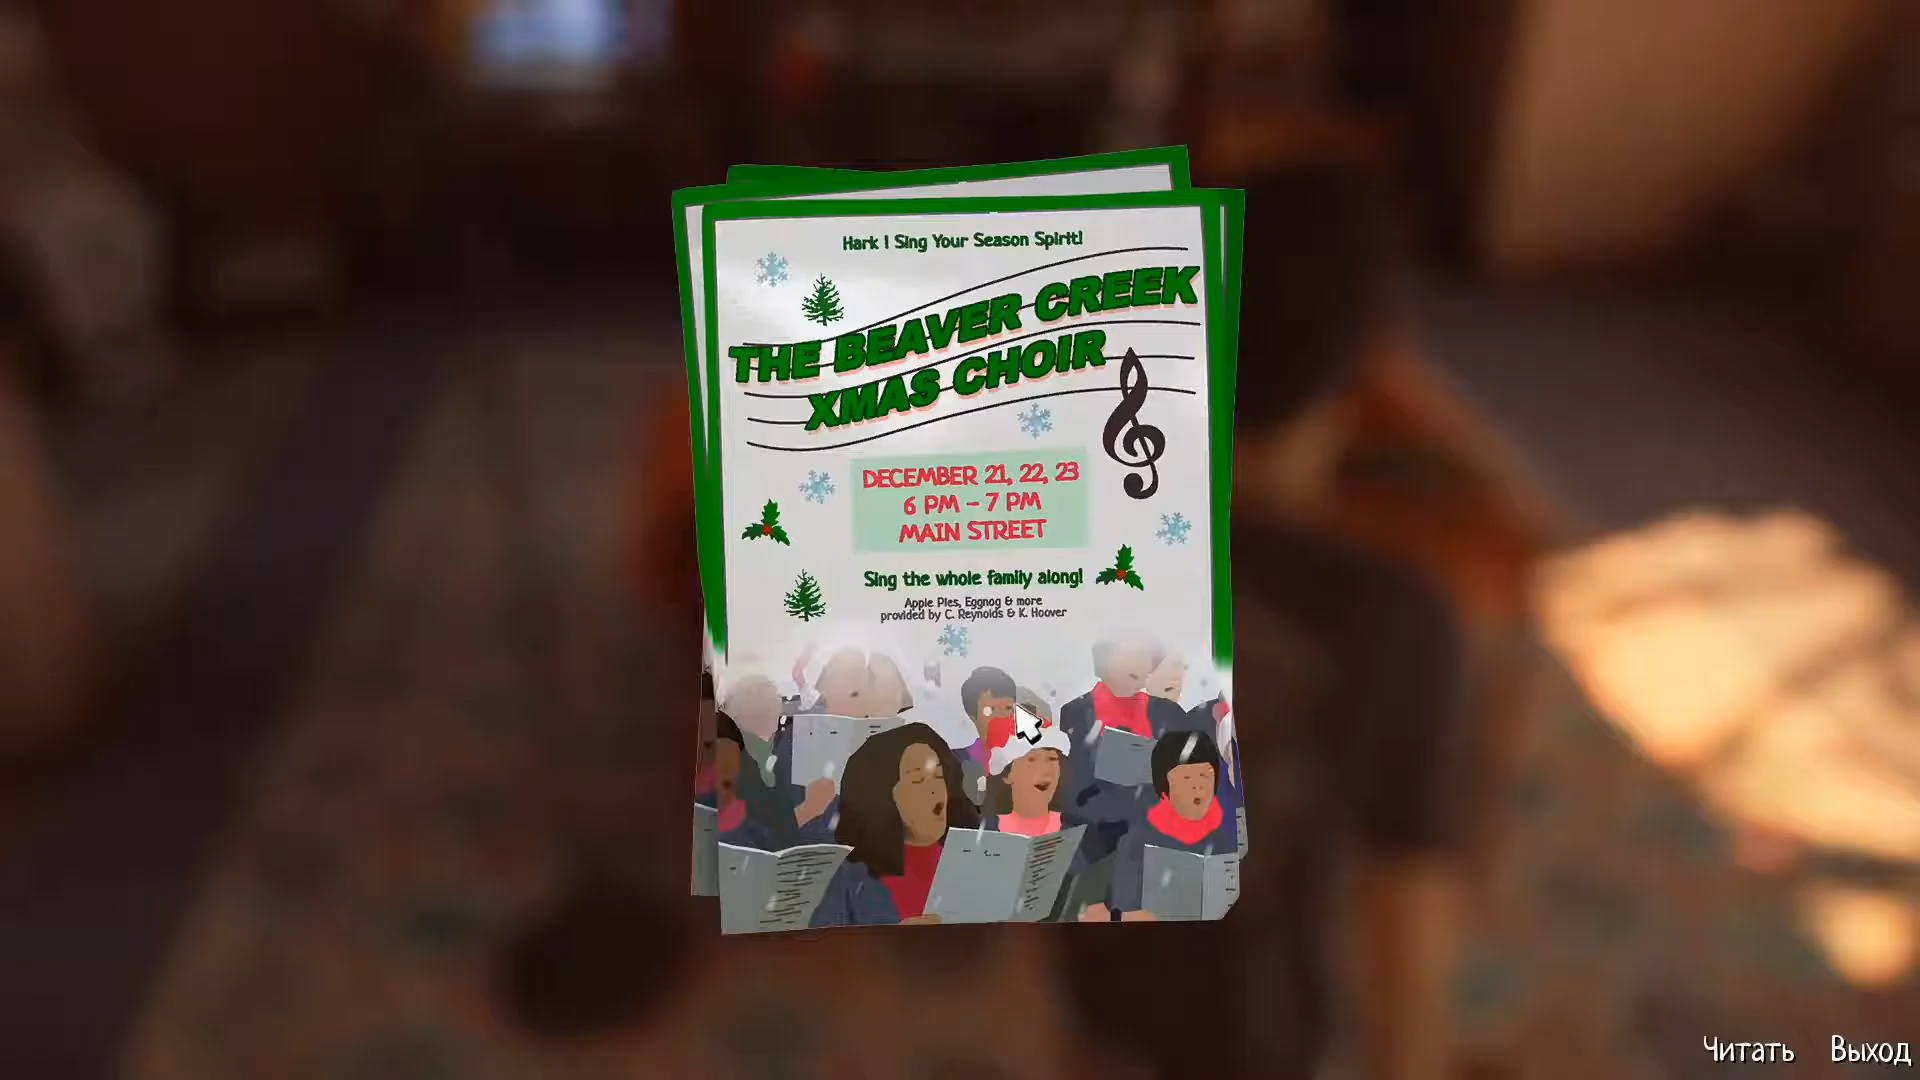 Hark ! Sing Your Season Spirit!
THE BEAVER CREEK
XMAS CHOIR
DECEMBER 21, 22, 23
6 PM – 7 PM
MAIN STREET
Sing the whole family along!
Apple Pies, Eggnog & more
provided by C. Reynolds & K. Hoover
Читать Выход